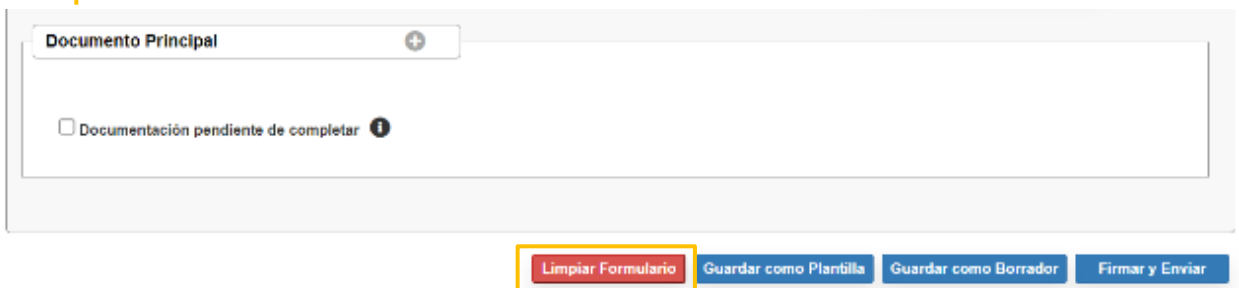 Documento Principal
Documentación pendiente de completar
Limpiar Formulario Guardar como Plantilla Guardar como Borrador Firmar y Enviar